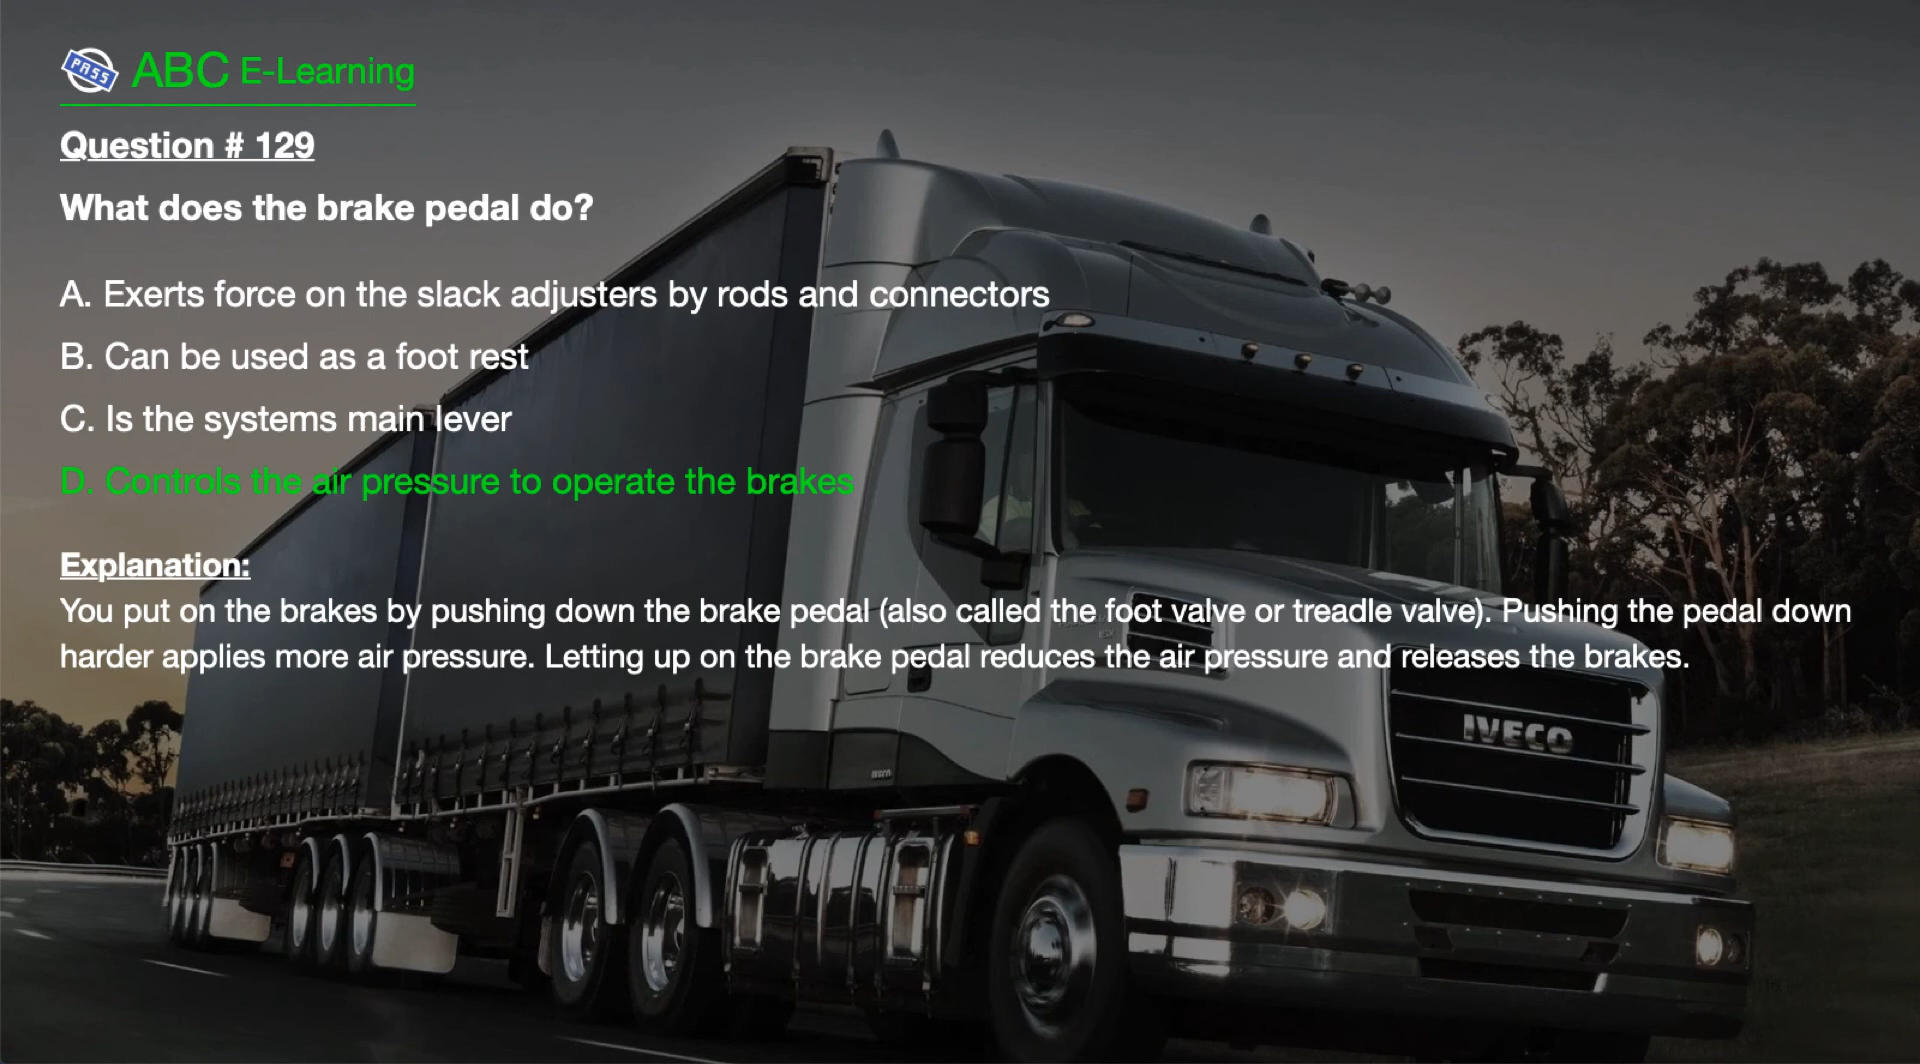 PASS ABC E-Learning
Question # 129
What does the brake pedal do?
A. Exerts force on the slack adjusters by rods and connectors
B. Can be used as a foot rest
C. Is the systems main lever
D. Controls the air pressure to operate the brakes
Explanation:
You put on the brakes by pushing down the brake pedal (also called the foot valve or treadle valve). Pushing the pedal down
harder applies more air pressure. Letting up on the brake pedal reduces the air pressure and releases the brakes.
IVECO
IVECO